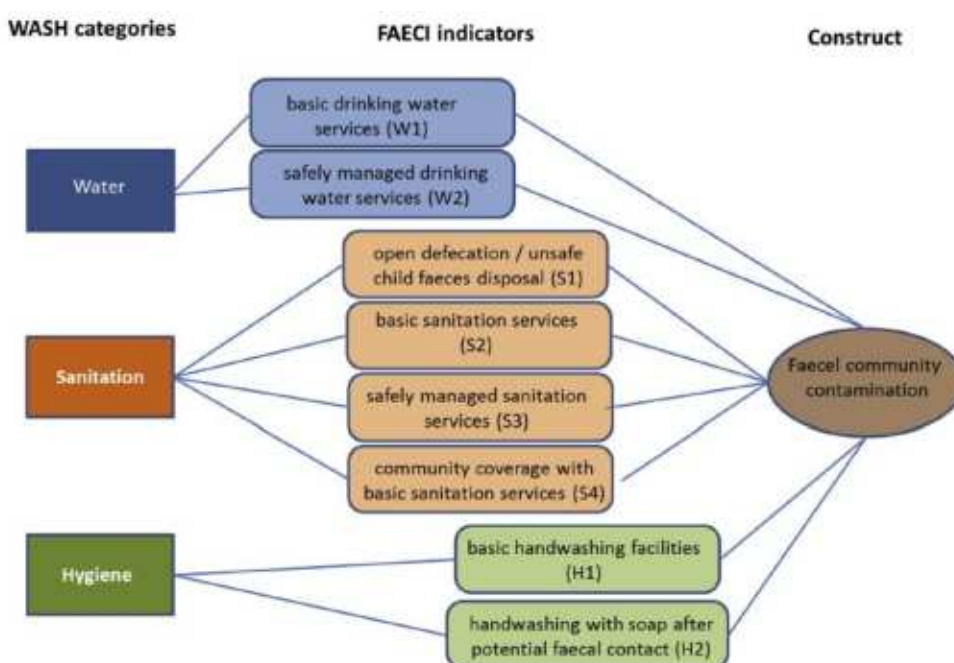 WASH categories
FAECI indicators
Construct
basic drinking water
services (W1)
Water
safely managed drinking
water services (W2)
open defecation / unsafe
child faeces disposal (S1)
basic sanitation services
(S2)
Sanitation
Faecel community
contamination
safely managed sanitation
services (S3)
community coverage with
basic sanitation services (S4)
basic handwashing facilities
(H1)
Hygiene
handwashing with soap after
potential faecal contact (H2)